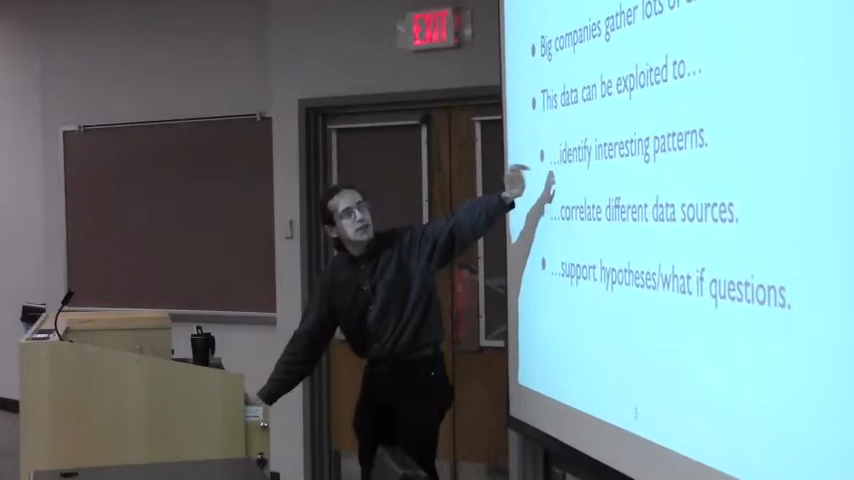 EXIT
• Big companies gather lots of
• This data can be exploited to...
• ...identify interesting patterns.
...correlate different data sources.
• ...support hypotheses/what if questions.